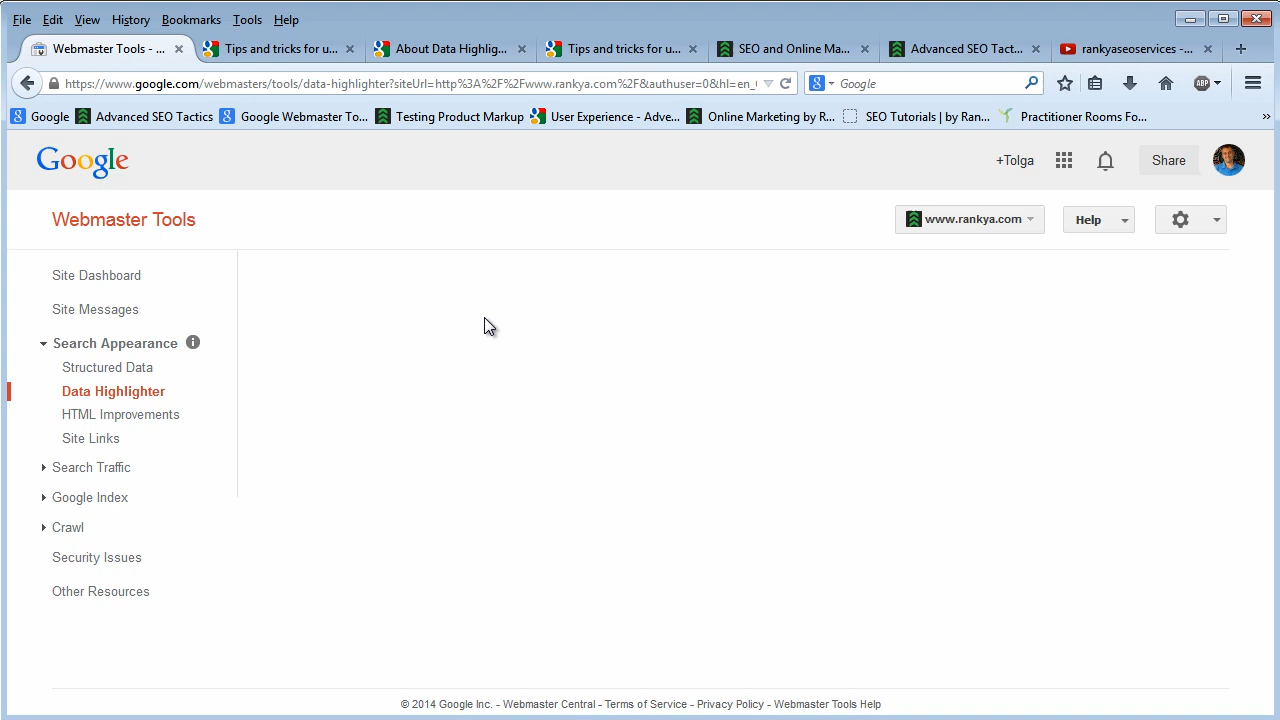 File Edit View History Bookmarks Tools Help
Webmaster Tools - ... Tips and tricks for u... About Data Highlig... Tips and tricks for u... SEO and Online Ma... Advanced SEO Tact... rankyaseoservices -...
https://www.google.com/webmasters/tools/data-highlighter?siteUrl=http%3A%2F%2Fwww.rankya.com%2F&authuser=0&hl=en_ Google ABP
Google Advanced SEO Tactics Google Webmaster To... Testing Product Markup User Experience - Adve... Online Marketing by R... SEO Tutorials | by Ran... Practitioner Rooms Fo... »
Google +Tolga Share
Webmaster Tools www.rankya.com Help
Site Dashboard
Site Messages
Search Appearance i
Structured Data
Data Highlighter
HTML Improvements
Site Links
Search Traffic
Google Index
Crawl
Security Issues
Other Resources
© 2014 Google Inc. - Webmaster Central - Terms of Service - Privacy Policy - Webmaster Tools Help